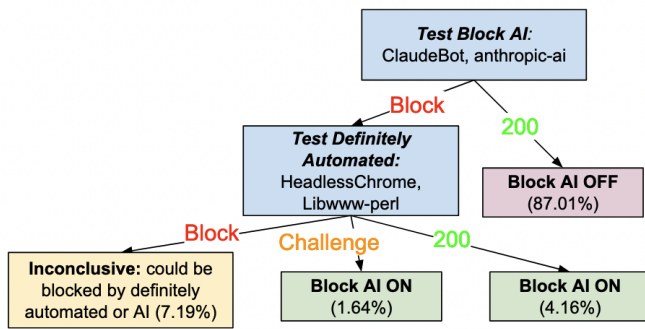 Test Block AI:
ClaudeBot, anthropic-ai
Block
200
Test Definitely
Automated:
HeadlessChrome,
Libwww-perl
Block AI OFF
(87.01%)
Block
Challenge
200
Inconclusive: could be
blocked by definitely
automated or AI (7.19%)
Block AI ON
(1.64%)
Block AI ON
(4.16%)